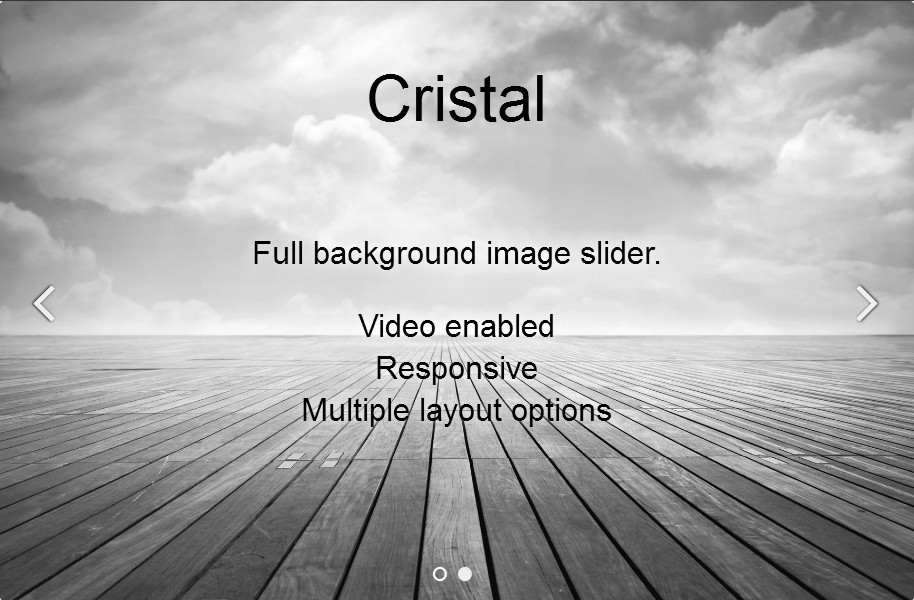 Cristal
Full background image slider.
Video enabled
Responsive
Multiple layout options